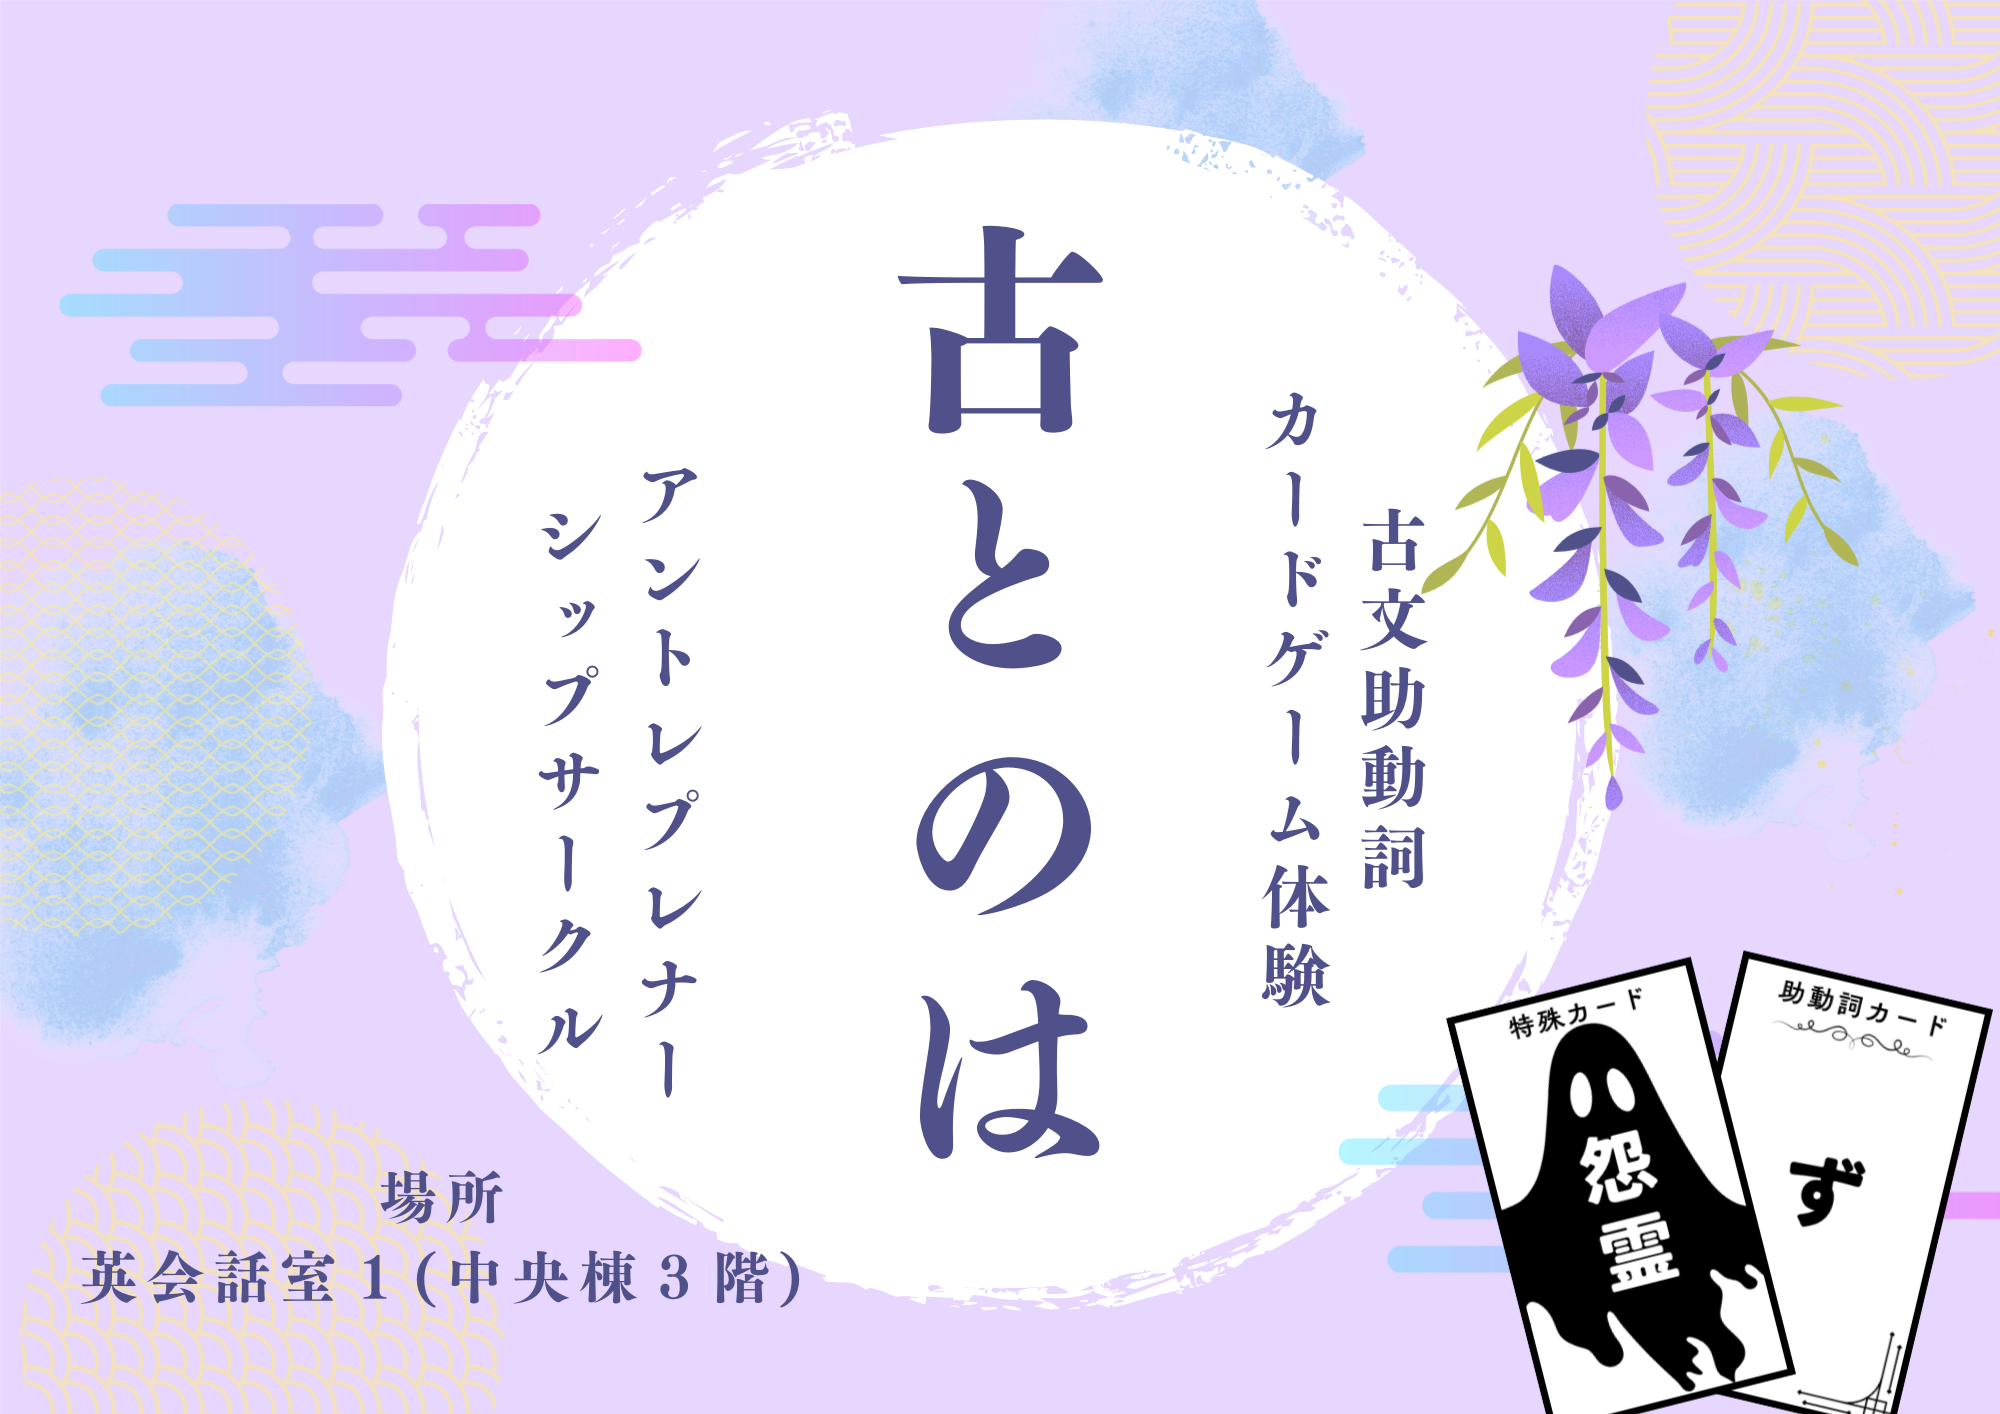 古文助動詞
カードゲーム体験
古とのは
アントレプレナー
シップサークル
場所
英会話室1(中央棟3階)
特殊カード
怨霊
助動詞カード
ず